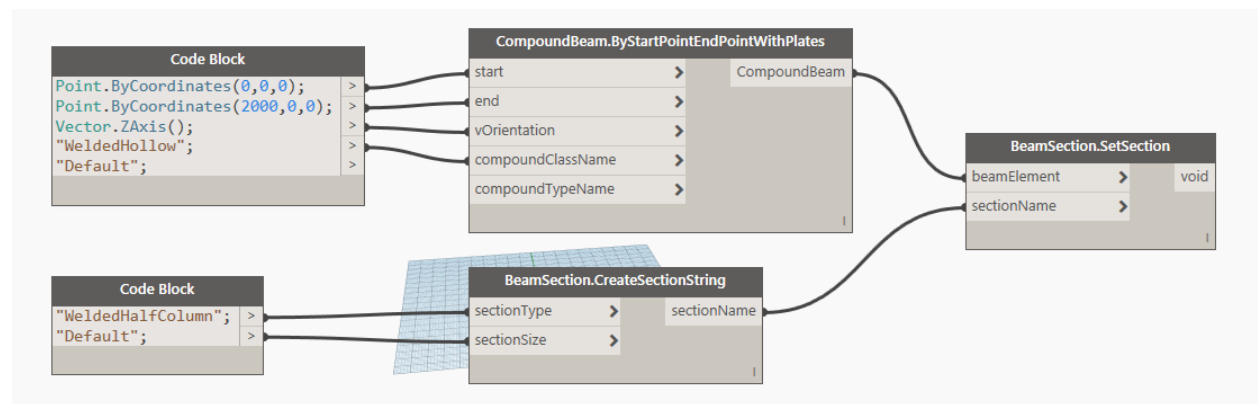 Code Block
Point.ByCoordinates(0,0,0); >
Point.ByCoordinates(2000,0,0); >
Vector.ZAxis(); >
"WeldedHollow"; >
"Default"; >
CompoundBeam.ByStartPointEndPointWithPlates
start > CompoundBeam
end >
vOrientation >
compoundClassName >
compoundTypeName >
l
BeamSection.SetSection
beamElement > void
sectionName >
l
Code Block
"WeldedHalfColumn"; >
"Default"; >
BeamSection.CreateSectionString
sectionType > sectionName
sectionSize >
l